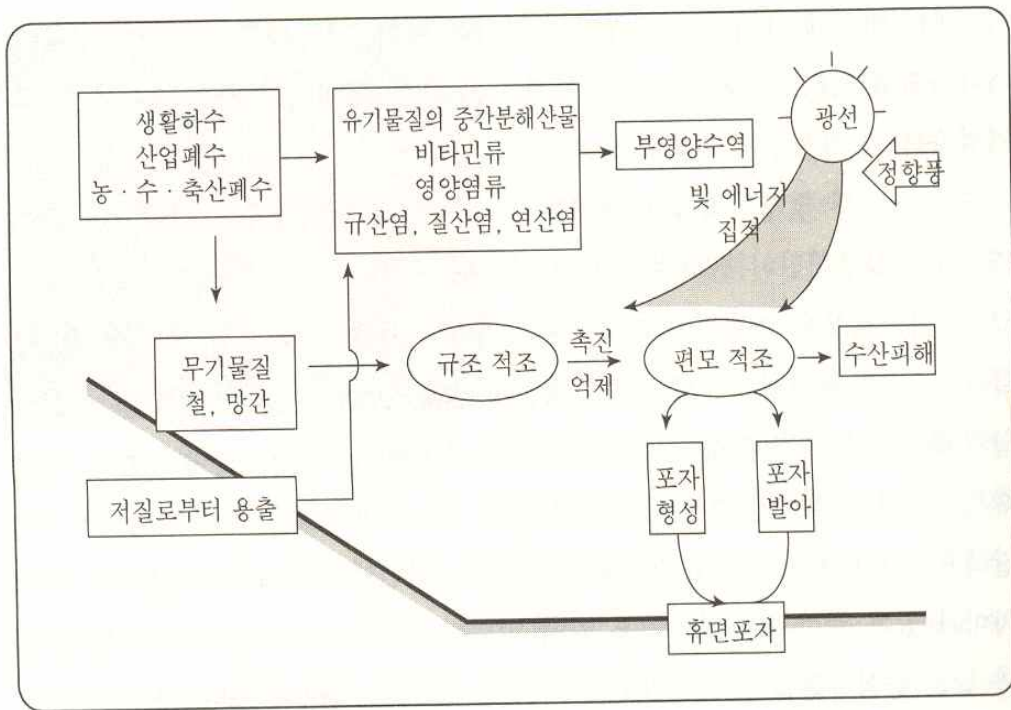 생활하수
산업폐수
농·수·축산폐수
유기물질의 중간분해산물
비타민류
영양염류
규산염, 질산염, 연산염
부영양수역
광선
정향풍
빛 에너지
집적
무기물질
철, 망간
규조 적조
촉진
억제
편모 적조
수산피해
저질로부터 용출
포자
형성
포자
발아
휴면포자